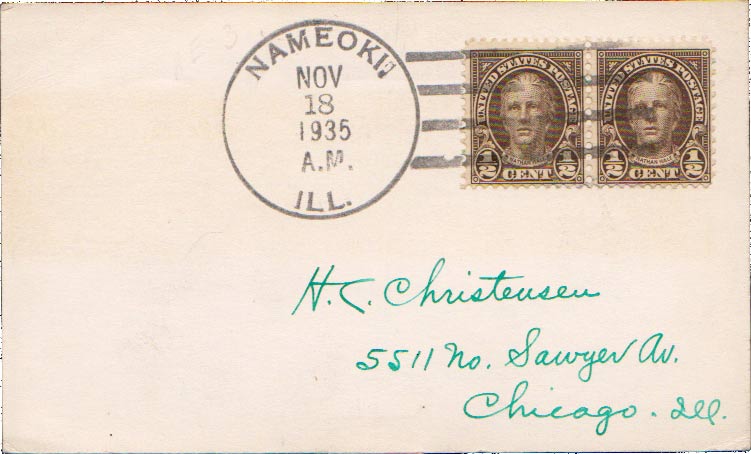 NAMEOKI
NOV
18
1935
A.M.
ILL.
UNITED STATES POSTAGE
NATHAN HALE
1/2 CENT 1/2
UNITED STATES POSTAGE
NATHAN HALE
1/2 CENT 1/2
H. C. Christensen
5511 No. Sawyer Av.
Chicago. Ill.